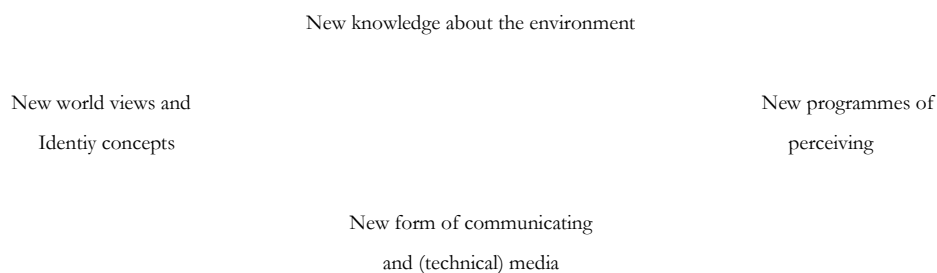 New knowledge about the environment
New world views and
Identiy concepts
New programmes of
perceiving
New form of communicating
and (technical) media